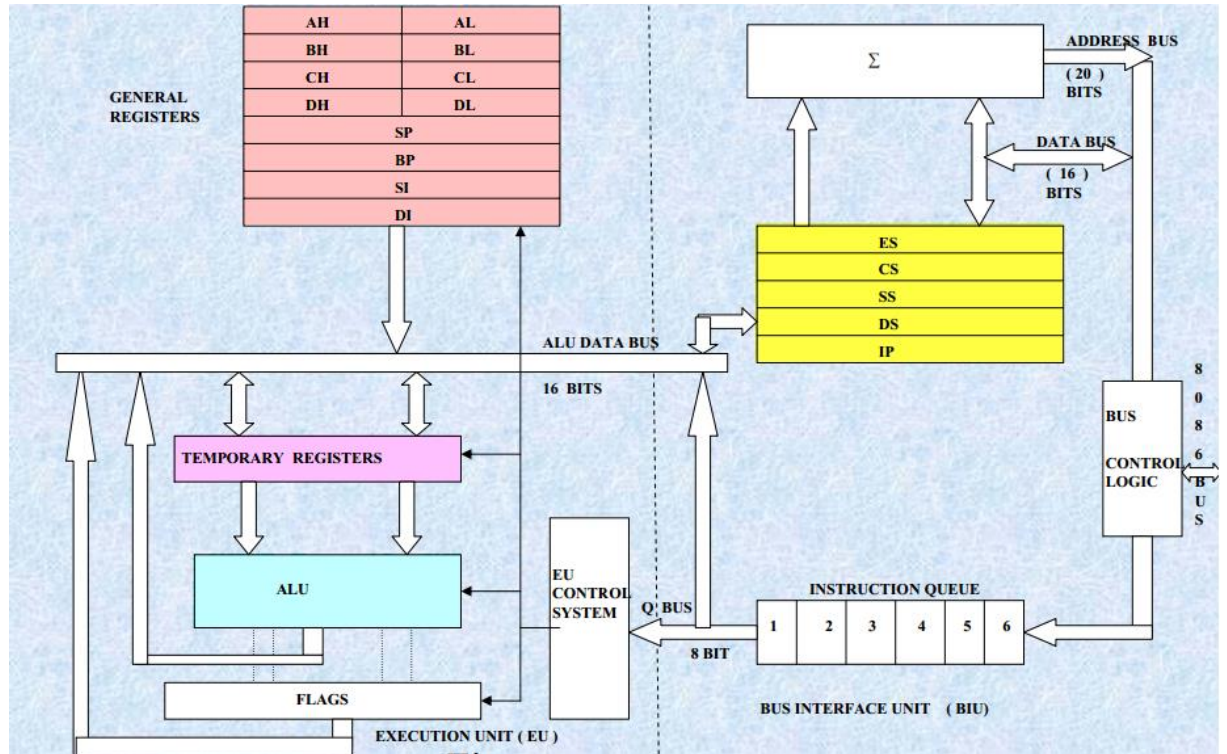 GENERAL
REGISTERS
AH AL
BH BL
CH CL
DH DL
SP
BP
SI
DI
∑
ADDRESS BUS
( 20 )
BITS
DATA BUS
( 16 )
BITS
ES
CS
SS
DS
IP
ALU DATA BUS
16 BITS
TEMPORARY REGISTERS
ALU
FLAGS
EU
CONTROL
SYSTEM
Q BUS
8 BIT
INSTRUCTION QUEUE
1 2 3 4 5 6
BUS
CONTROL
LOGIC
8
0
8
6
B
U
S
EXECUTION UNIT ( EU )
BUS INTERFACE UNIT ( BIU)